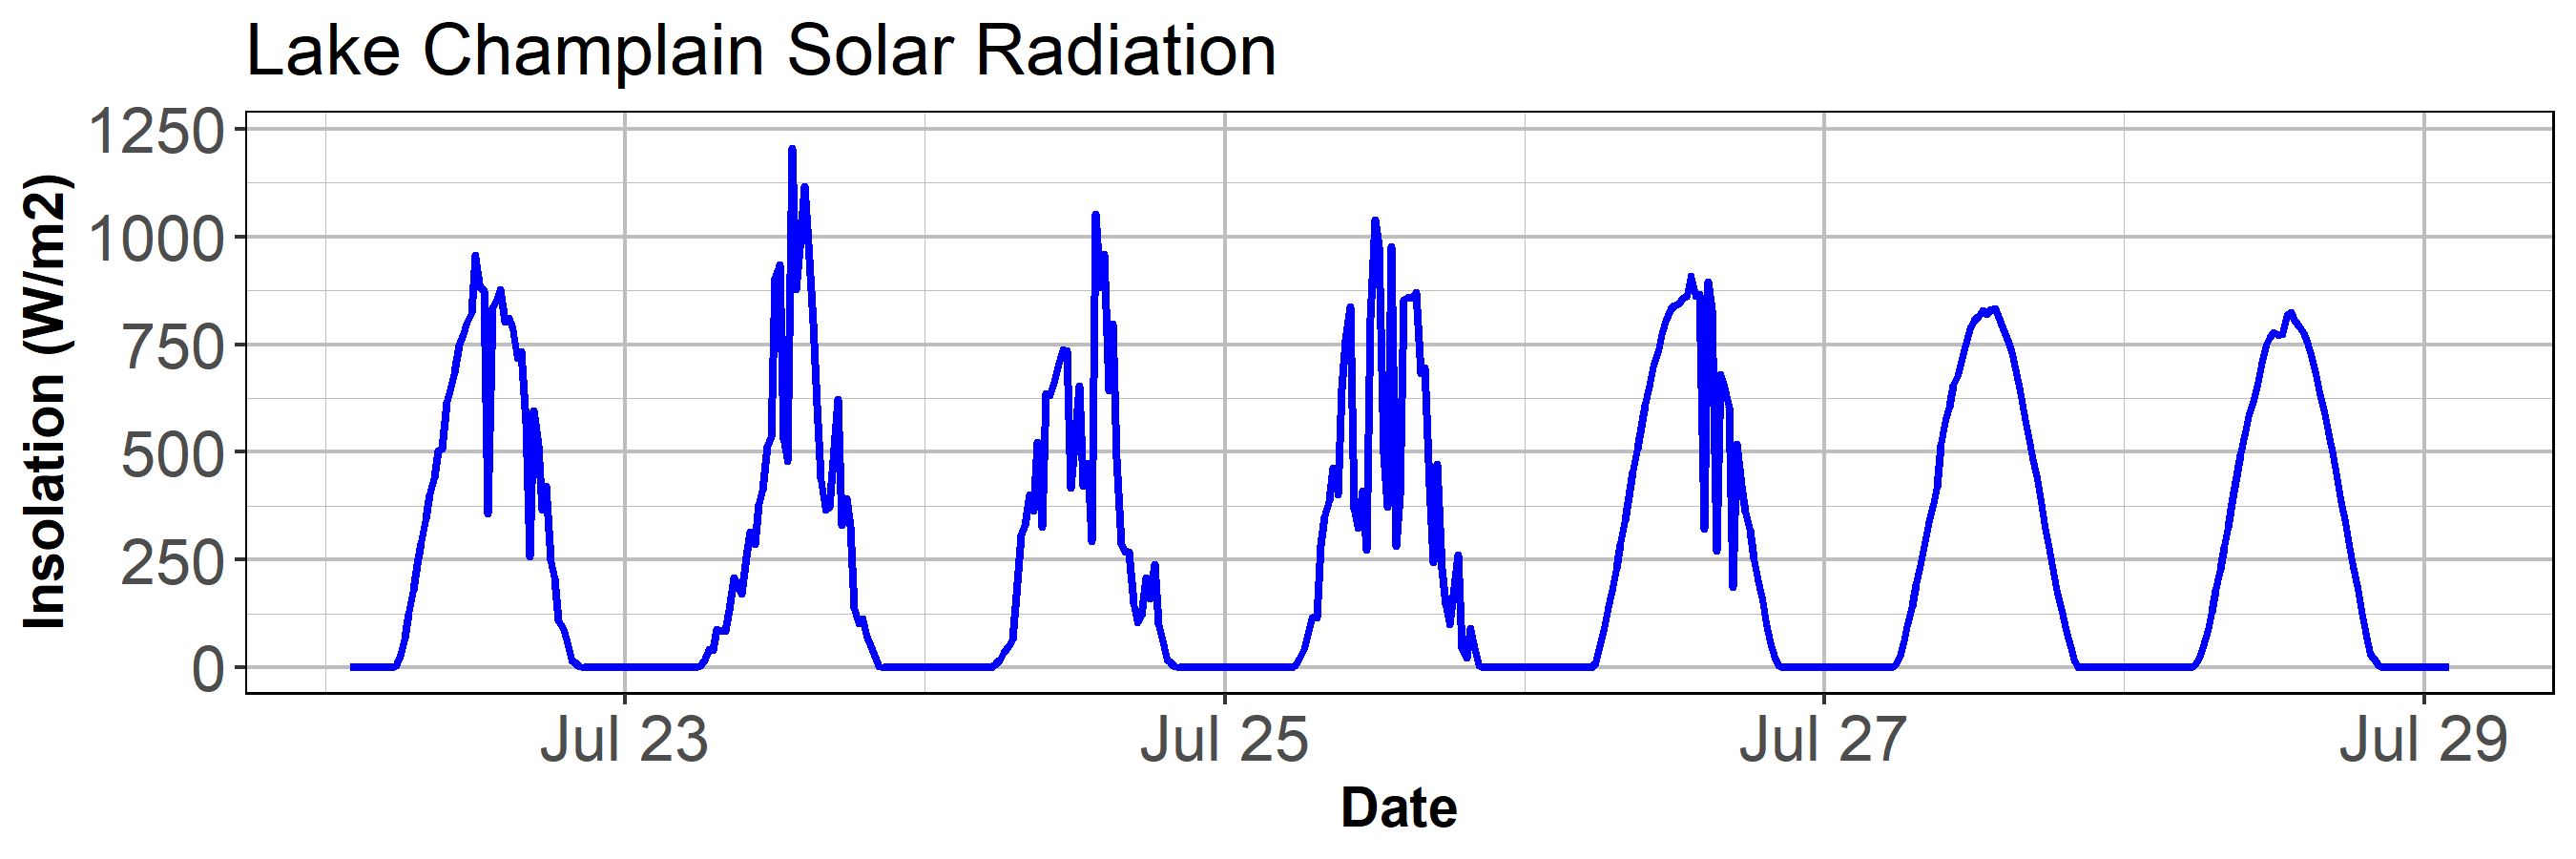 Lake Champlain Solar Radiation
Insolation (W/m2)
1250
1000
750
500
250
0
Jul 23 Jul 25 Jul 27 Jul 29
Date